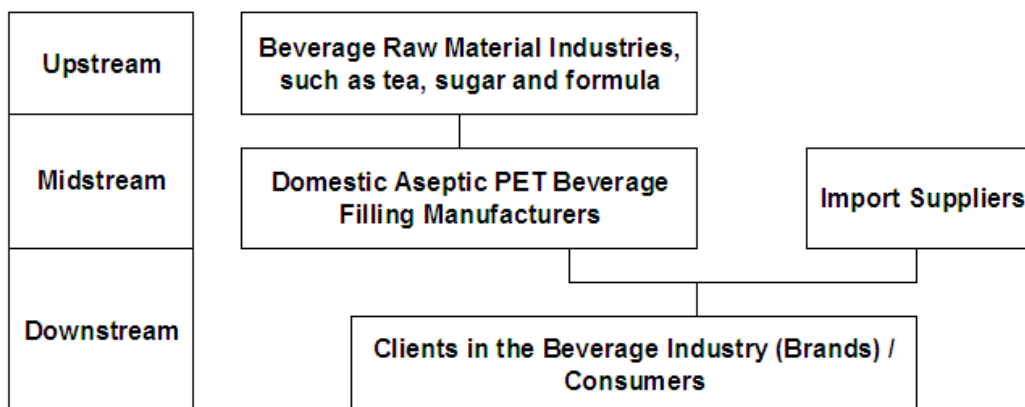 Upstream
Beverage Raw Material Industries,
such as tea, sugar and formula
Midstream
Domestic Aseptic PET Beverage
Filling Manufacturers
Import Suppliers
Downstream
Clients in the Beverage Industry (Brands) /
Consumers